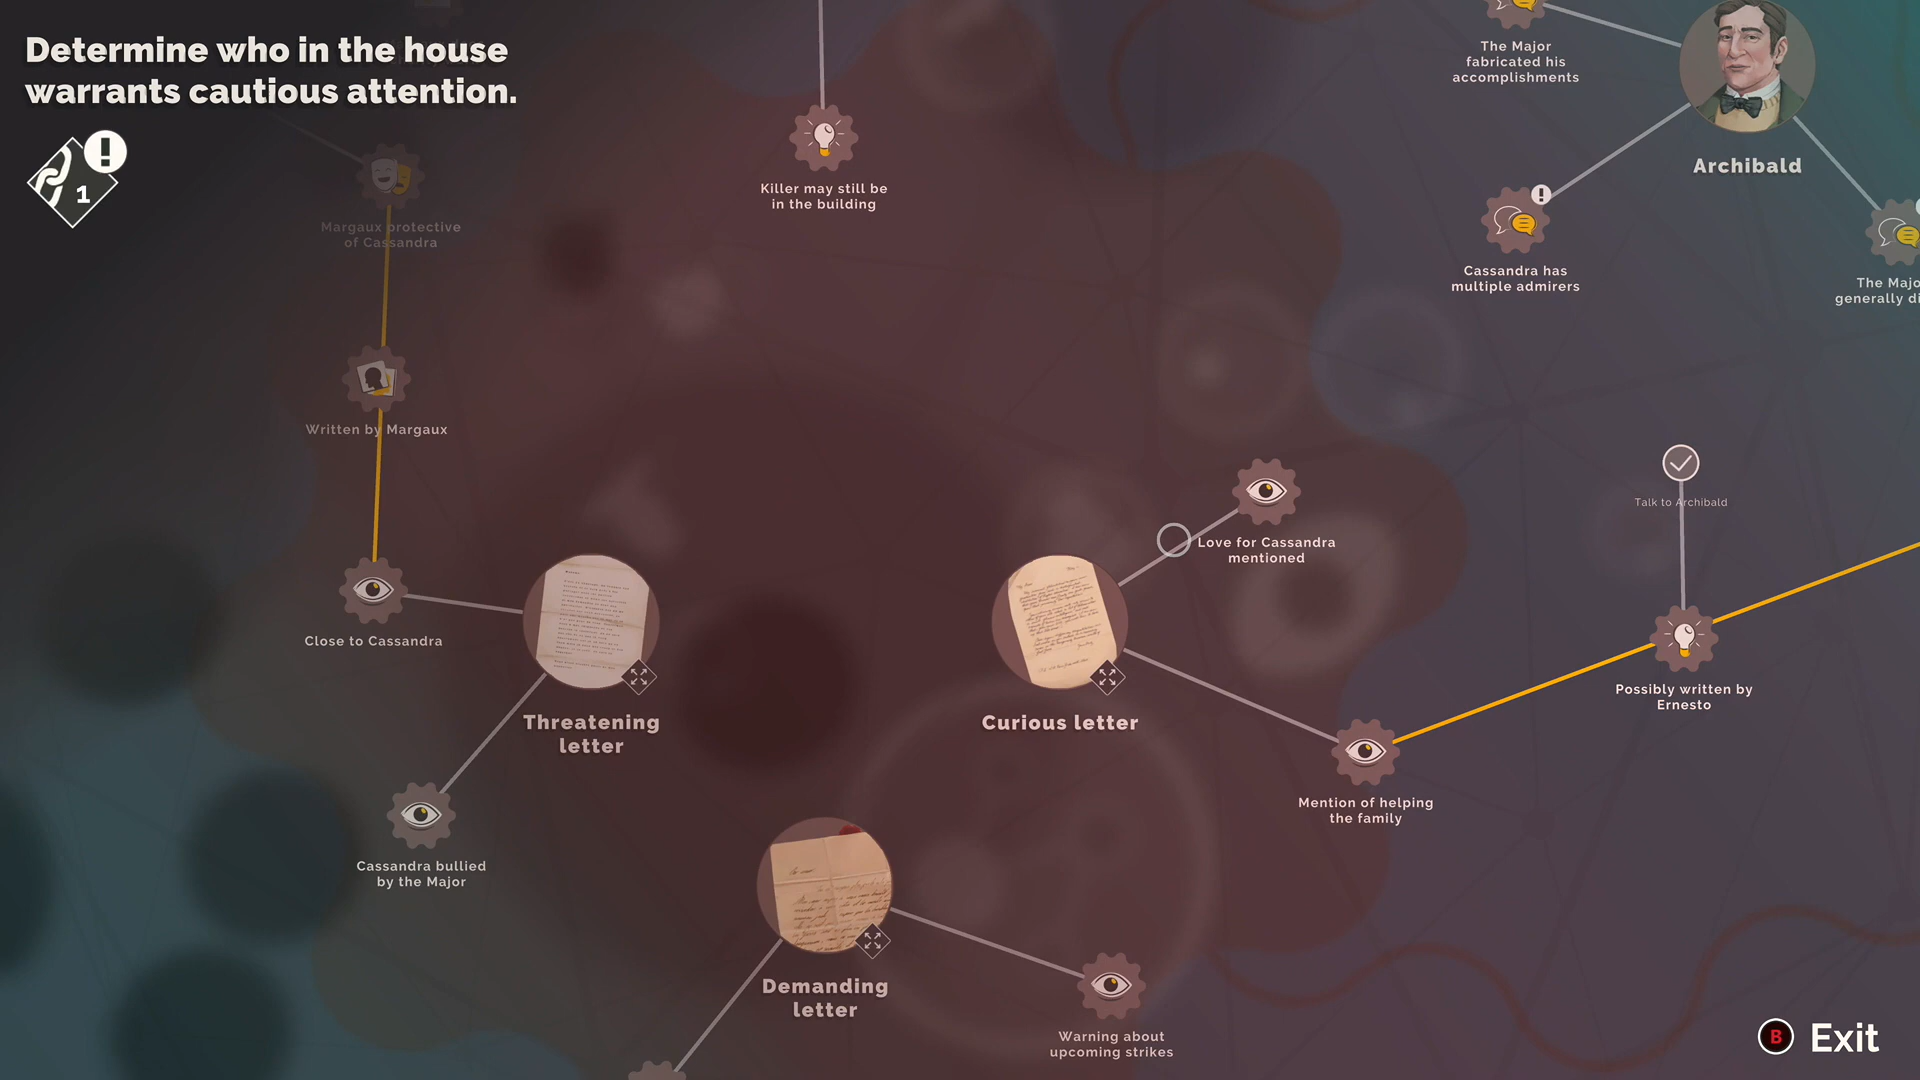 Determine who in the house
warrants cautious attention.
1
The Major
fabricated his
accomplishments
Archibald
Killer may still be
in the building
Margaux protective
of Cassandra
Cassandra has
multiple admirers
The Majo
generally di
Written by Margaux
Talk to Archibald
Love for Cassandra
mentioned
Close to Cassandra
Threatening
letter
Curious letter
Possibly written by
Ernesto
Mention of helping
the family
Cassandra bullied
by the Major
Demanding
letter
Warning about
upcoming strikes
B Exit